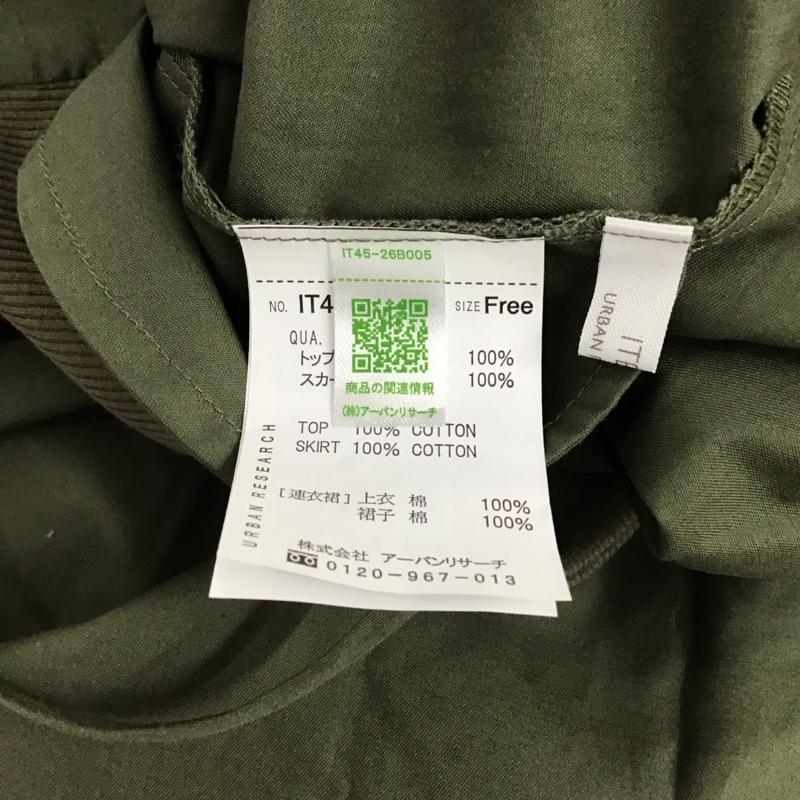 IT45-26B005
NO. IT4
SIZE Free
QUA.
トップ 100%
スカー 100%
商品の関連情報
(株)アーバンリサーチ
TOP 100% COTTON
SKIRT 100% COTTON
[連衣裙] 上衣 棉 100%
裙子 棉 100%
株式会社 アーバンリサーチ
0120-967-013
URBAN RESEARCH
URBAN